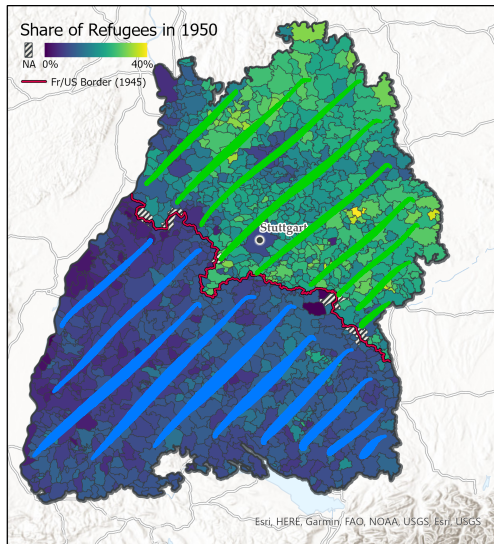 Share of Refugees in 1950
NA 0% 40%
Fr/US Border (1945)
Stuttgart
Esri, HERE, Garmin, FAO, NOAA, USGS, Esri, USGS